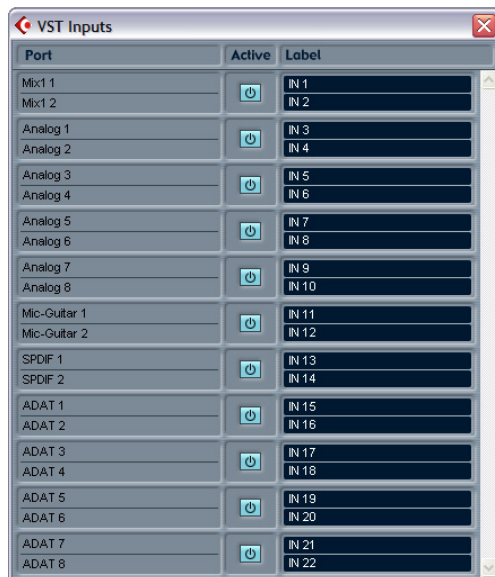 VST Inputs
Port Active Label
Mix1 1 IN 1
Mix1 2 IN 2
Analog 1 IN 3
Analog 2 IN 4
Analog 3 IN 5
Analog 4 IN 6
Analog 5 IN 7
Analog 6 IN 8
Analog 7 IN 9
Analog 8 IN 10
Mic-Guitar 1 IN 11
Mic-Guitar 2 IN 12
SPDIF 1 IN 13
SPDIF 2 IN 14
ADAT 1 IN 15
ADAT 2 IN 16
ADAT 3 IN 17
ADAT 4 IN 18
ADAT 5 IN 19
ADAT 6 IN 20
ADAT 7 IN 21
ADAT 8 IN 22